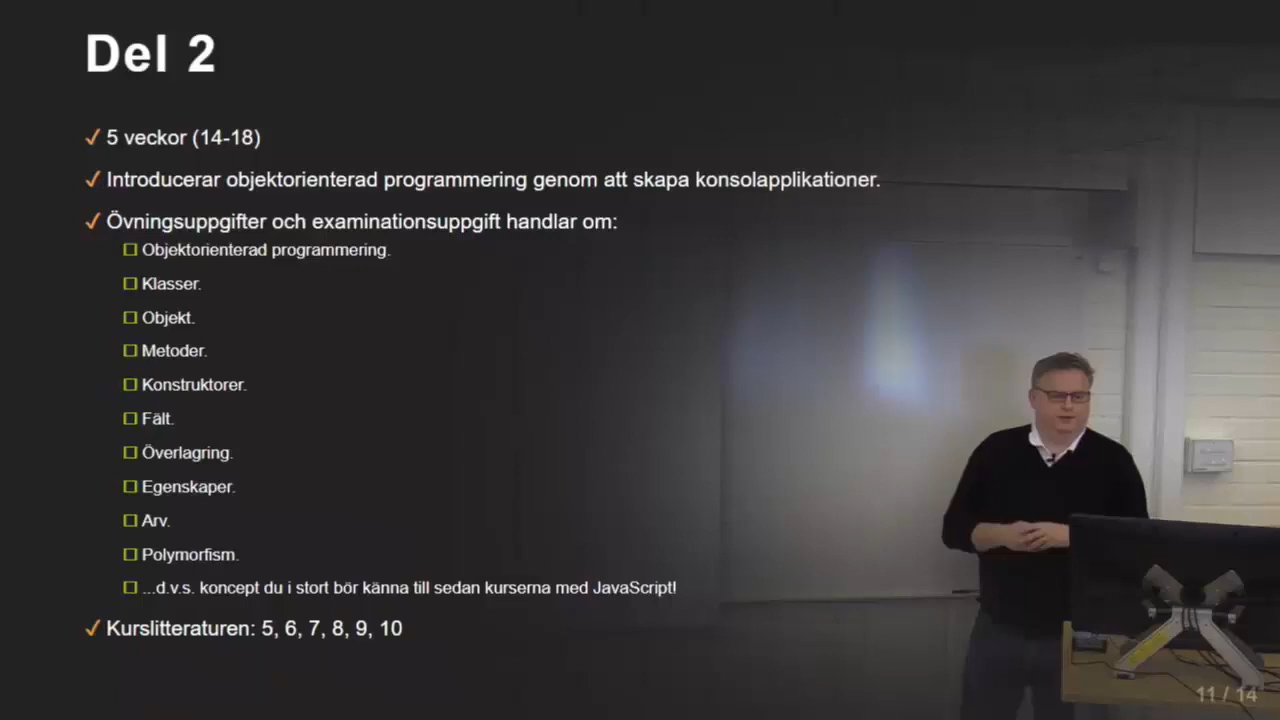 Del 2
5 veckor (14-18)
Introducerar objektorienterad programmering genom att skapa konsolapplikationer.
Övningsuppgifter och examinationsuppgift handlar om:
Objektorienterad programmering.
Klasser.
Objekt.
Metoder.
Konstruktorer.
Fält.
Överlagring.
Egenskaper.
Arv.
Polymorfism.
...d.v.s. koncept du i stort bör känna till sedan kurserna med JavaScript!
Kurslitteraturen: 5, 6, 7, 8, 9, 10
11 / 14